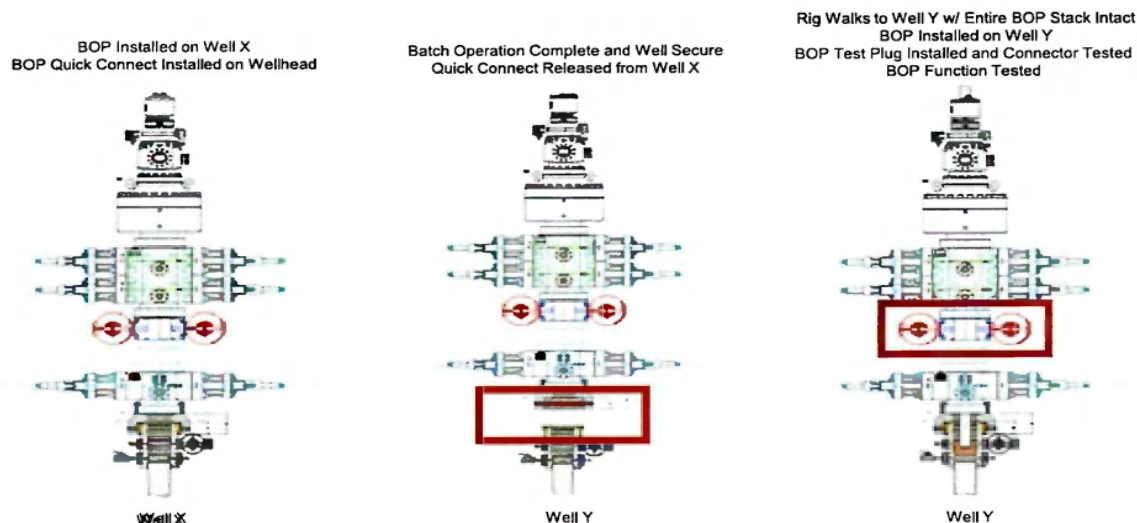 BOP Installed on Well X
BOP Quick Connect Installed on Wellhead
Batch Operation Complete and Well Secure
Quick Connect Released from Well X
Rig Walks to Well Y w/ Entire BOP Stack Intact
BOP Installed on Well Y
BOP Test Plug Installed and Connector Tested
BOP Function Tested
Well X
Well Y
Well Y